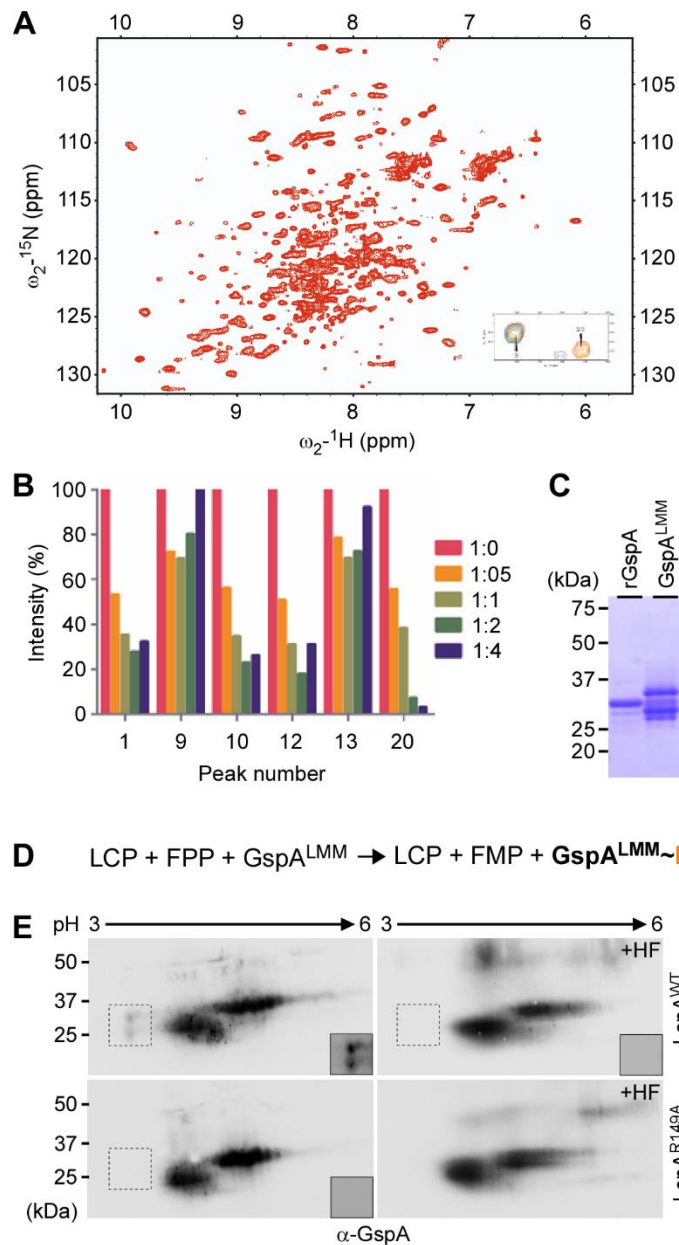 A
10 9 8 7 6
105
110
115
120
125
130
ω2-15N (ppm)
105
110
115
120
125
130
10 9 8 7 6
ω2-1H (ppm)
B
100
80
60
40
20
0
Intensity (%)
1 9 10 12 13 20
Peak number
1:0
1:05
1:1
1:2
1:4
C
(kDa)
rGspA
GspALMM
75
50
37
25
20
D
LCP + FPP + GspALMM → LCP + FMP + GspALMM~
E
pH 3 6 3 6
50
37
25
+HF
LcpAWT
50
37
25
+HF
LcpAR149A
(kDa)
α-GspA